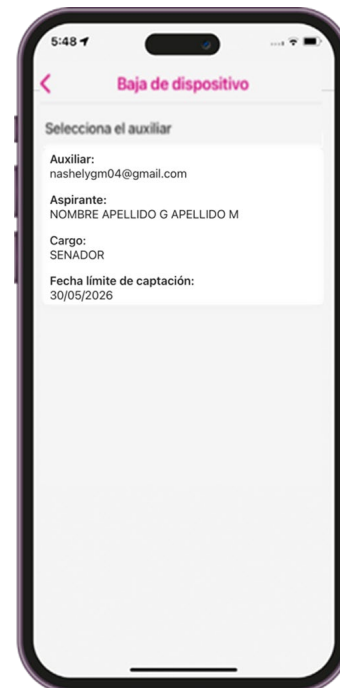 5:48
Baja de dispositivo
Selecciona el auxiliar
Auxiliar:
nashelygm04@gmail.com
Aspirante:
NOMBRE APELLIDO G APELLIDO M
Cargo:
SENADOR
Fecha límite de captación:
30/05/2026